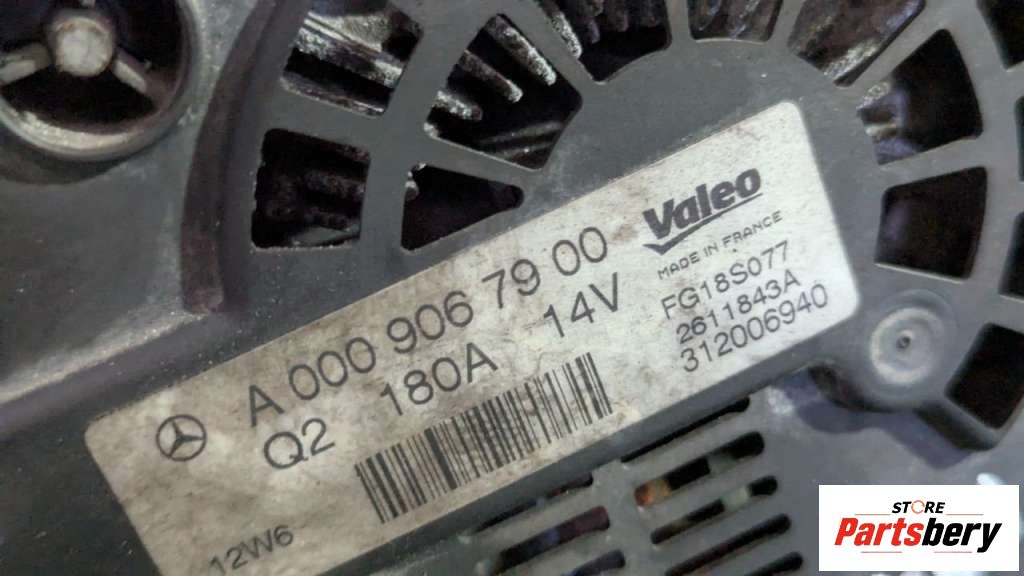 Valeo
MADE IN FRANCE
A 000 906 79 00
FG18S077
Q2 180A 14V
2611843A
312006940
12W6
STORE
Partsbery